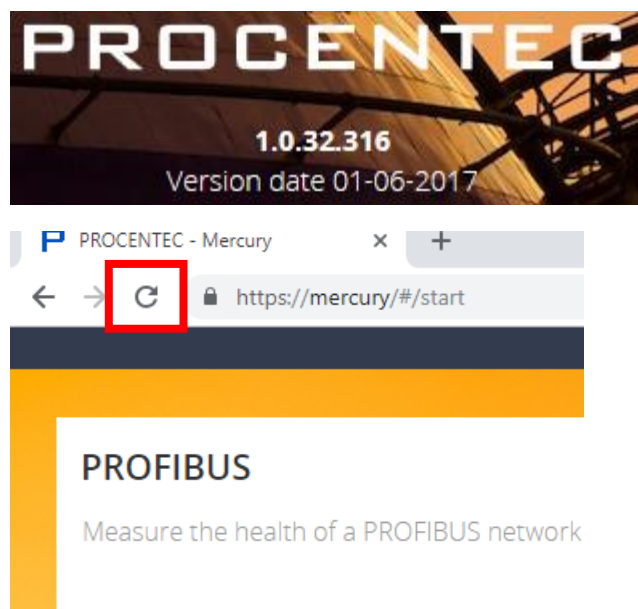 PROCENTEC
1.0.32.316
Version date 01-06-2017
PROCENTEC - Mercury
https://mercury/#/start
PROFIBUS
Measure the health of a PROFIBUS network